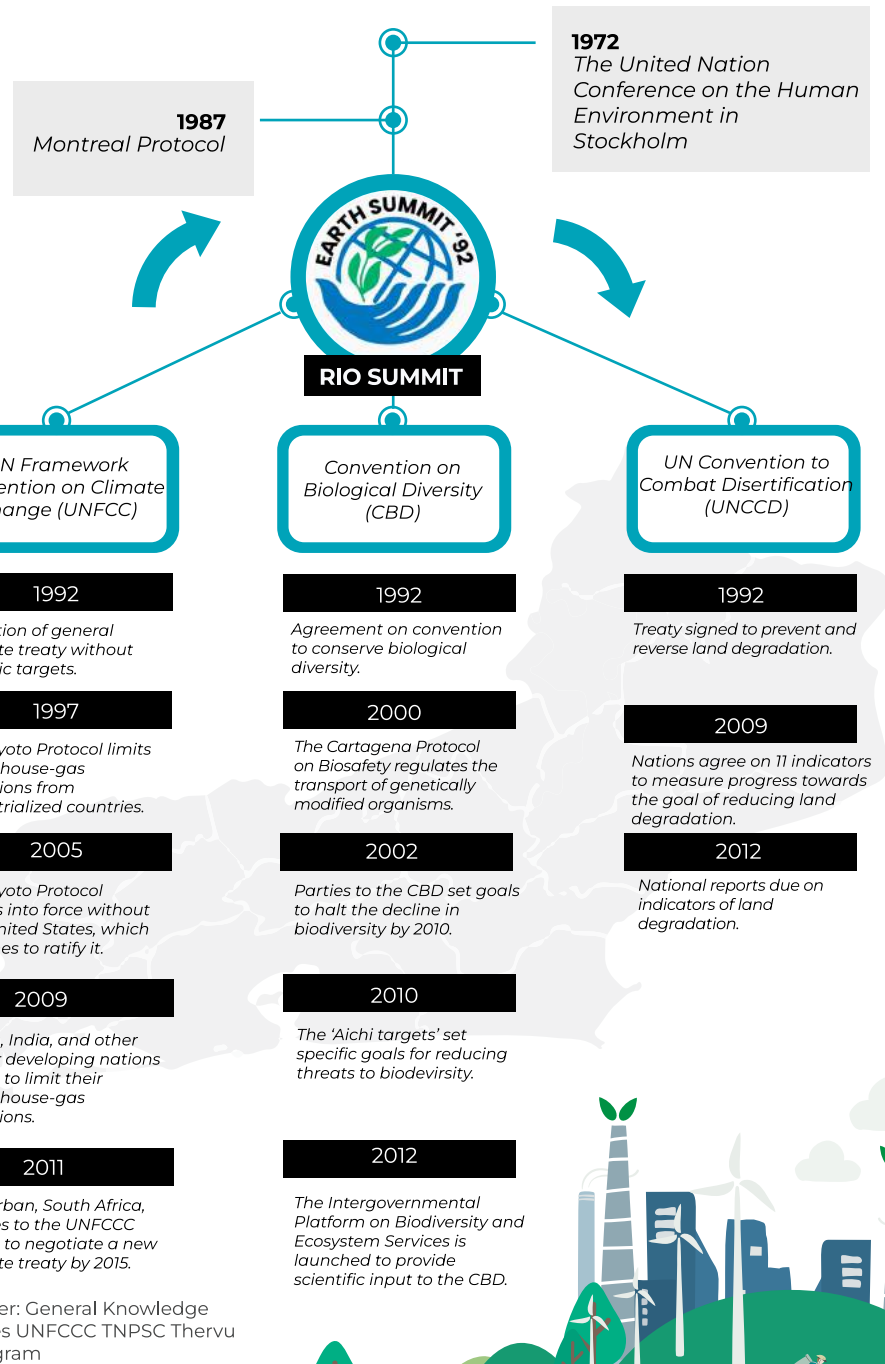 1972
The United Nation
Conference on the Human
Environment in
Stockholm
1987
Montreal Protocol
EARTH SUMMIT '92
RIO SUMMIT
N Framework
ention on Climate
ange (UNFCC)
1992
tion of general
te treaty without
ic targets.
1997
yoto Protocol limits
house-gas
ions from
trialized countries.
2005
yoto Protocol
s into force without
nited States, which
es to ratify it.
2009
, India, and other
r developing nations
to limit their
house-gas
ions.
2011
rban, South Africa,
es to the UNFCCC
to negotiate a new
te treaty by 2015.
Convention on
Biological Diversity
(CBD)
1992
Agreement on convention
to conserve biological
diversity.
2000
The Cartagena Protocol
on Biosafety regulates the
transport of genetically
modified organisms.
2002
Parties to the CBD set goals
to halt the decline in
biodiversity by 2010.
2010
The ‘Aichi targets’ set
specific goals for reducing
threats to biodevirsity.
2012
The Intergovernmental
Platform on Biodiversity and
Ecosystem Services is
launched to provide
scientific input to the CBD.
UN Convention to
Combat Disertification
(UNCCD)
1992
Treaty signed to prevent and
reverse land degradation.
2009
Nations agree on 11 indicators
to measure progress towards
the goal of reducing land
degradation.
2012
National reports due on
indicators of land
degradation.
er: General Knowledge
es UNFCCC TNPSC Thervu
gram